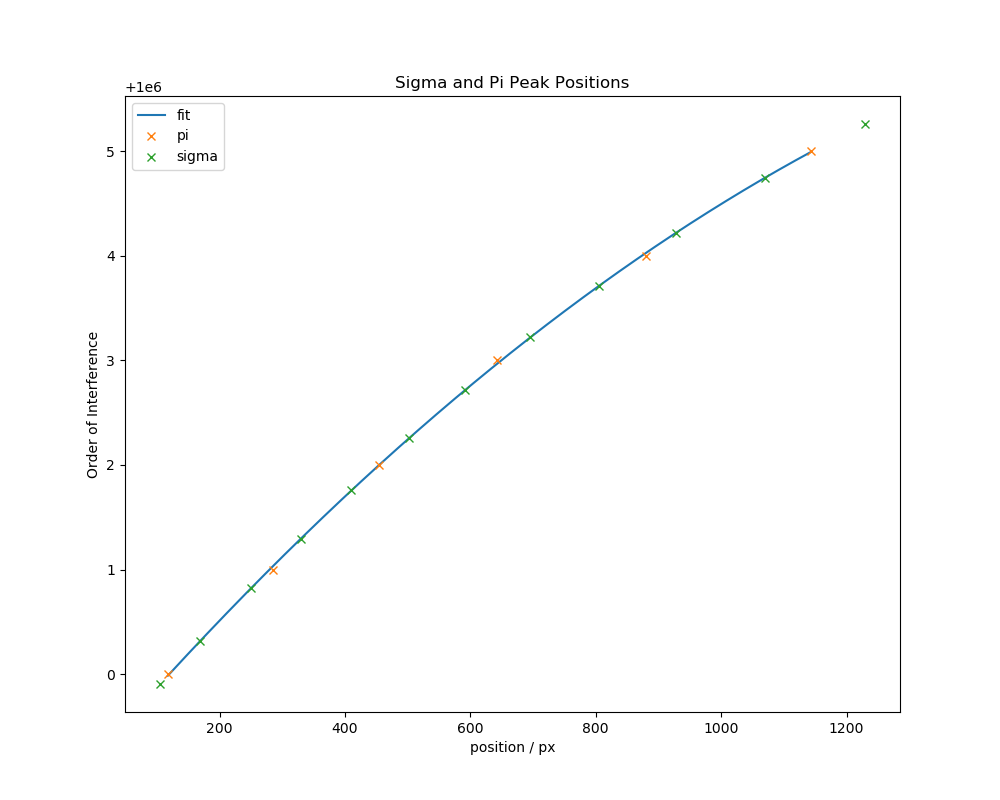 Sigma and Pi Peak Positions
+1e6
fit
pi
sigma
5
4
3
2
1
0
Order of Interference
200 400 600 800 1000 1200
position / px